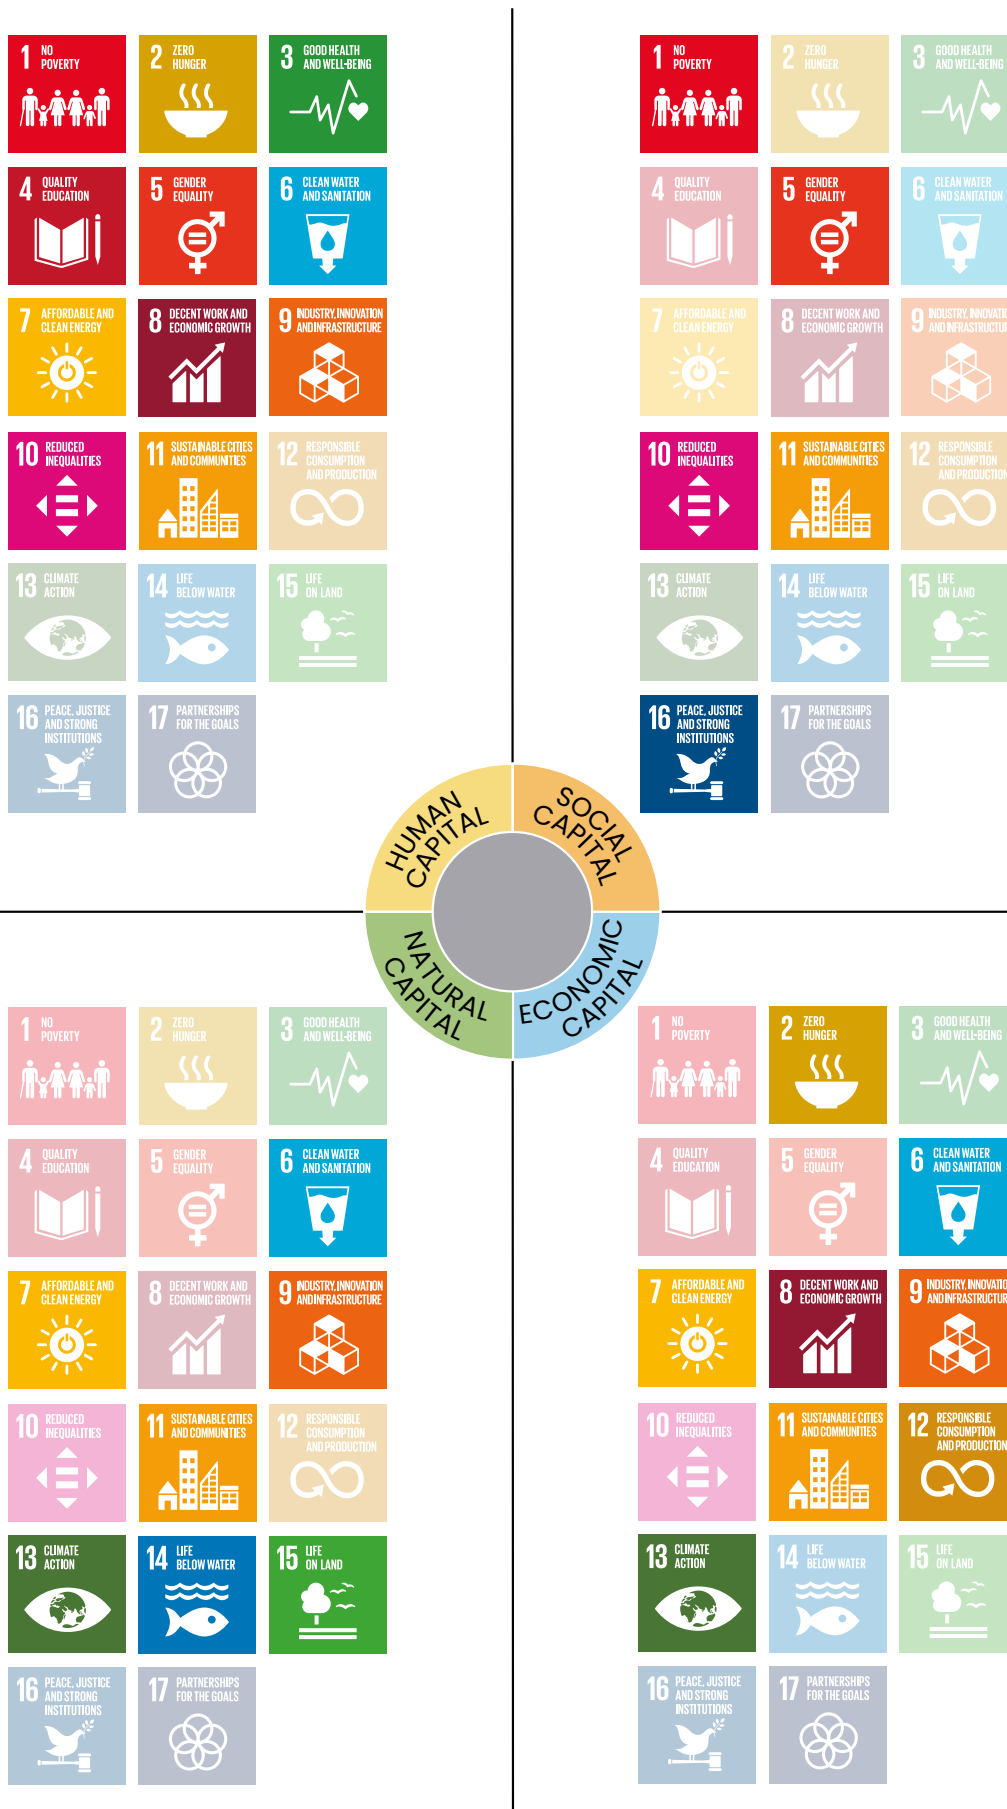 1 NO
POVERTY
2 ZERO
HUNGER
3 GOOD HEALTH
AND WELL-BEING
4 QUALITY
EDUCATION
5 GENDER
EQUALITY
6 CLEAN WATER
AND SANITATION
7 AFFORDABLE AND
CLEAN ENERGY
8 DECENT WORK AND
ECONOMIC GROWTH
9 INDUSTRY, INNOVATION
AND INFRASTRUCTURE
10 REDUCED
INEQUALITIES
11 SUSTAINABLE CITIES
AND COMMUNITIES
12 RESPONSIBLE
CONSUMPTION
AND PRODUCTION
13 CLIMATE
ACTION
14 LIFE
BELOW WATER
15 LIFE
ON LAND
16 PEACE, JUSTICE
AND STRONG
INSTITUTIONS
17 PARTNERSHIPS
FOR THE GOALS
1 NO
POVERTY
2 ZERO
HUNGER
3 GOOD HEALTH
AND WELL-BEING
4 QUALITY
EDUCATION
5 GENDER
EQUALITY
6 CLEAN WATER
AND SANITATION
7 AFFORDABLE AND
CLEAN ENERGY
8 DECENT WORK AND
ECONOMIC GROWTH
9 INDUSTRY, INNOVATIO
AND INFRASTRUCTUR
10 REDUCED
INEQUALITIES
11 SUSTAINABLE CITIES
AND COMMUNITIES
12 RESPONSIBLE
CONSUMPTION
AND PRODUCTION
13 CLIMATE
ACTION
14 LIFE
BELOW WATER
15 LIFE
ON LAND
16 PEACE, JUSTICE
AND STRONG
INSTITUTIONS
17 PARTNERSHIPS
FOR THE GOALS
HUMAN
CAPITAL
SOCIAL
CAPITAL
NATURAL
CAPITAL
ECONOMIC
CAPITAL
1 NO
POVERTY
2 ZERO
HUNGER
3 GOOD HEALTH
AND WELL-BEING
4 QUALITY
EDUCATION
5 GENDER
EQUALITY
6 CLEAN WATER
AND SANITATION
7 AFFORDABLE AND
CLEAN ENERGY
8 DECENT WORK AND
ECONOMIC GROWTH
9 INDUSTRY, INNOVATION
AND INFRASTRUCTURE
10 REDUCED
INEQUALITIES
11 SUSTAINABLE CITIES
AND COMMUNITIES
12 RESPONSIBLE
CONSUMPTION
AND PRODUCTION
13 CLIMATE
ACTION
14 LIFE
BELOW WATER
15 LIFE
ON LAND
16 PEACE, JUSTICE
AND STRONG
INSTITUTIONS
17 PARTNERSHIPS
FOR THE GOALS
1 NO
POVERTY
2 ZERO
HUNGER
3 GOOD HEALTH
AND WELL-BEING
4 QUALITY
EDUCATION
5 GENDER
EQUALITY
6 CLEAN WATER
AND SANITATION
7 AFFORDABLE AND
CLEAN ENERGY
8 DECENT WORK AND
ECONOMIC GROWTH
9 INDUSTRY, INNOVATIO
AND INFRASTRUCTUR
10 REDUCED
INEQUALITIES
11 SUSTAINABLE CITIES
AND COMMUNITIES
12 RESPONSIBLE
CONSUMPTION
AND PRODUCTION
13 CLIMATE
ACTION
14 LIFE
BELOW WATER
15 LIFE
ON LAND
16 PEACE, JUSTICE
AND STRONG
INSTITUTIONS
17 PARTNERSHIPS
FOR THE GOALS